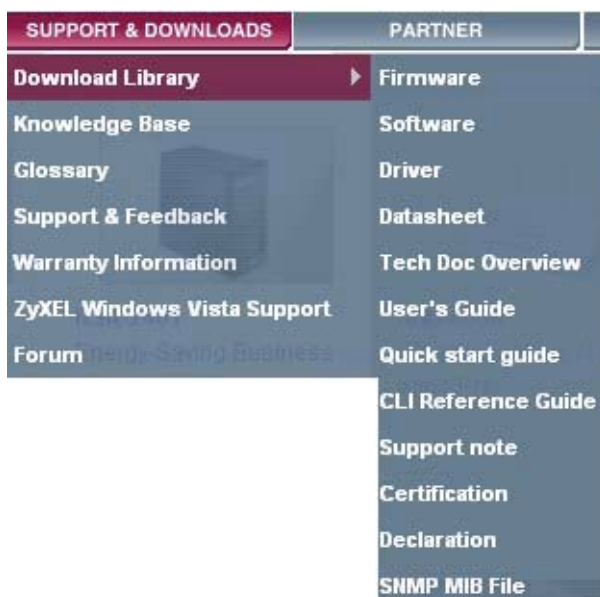 SUPPORT & DOWNLOADS
PARTNER
Download Library
Knowledge Base
Glossary
Support & Feedback
Warranty Information
ZyXEL Windows Vista Support
Forum
Energy-Saving Business
Firmware
Software
Driver
Datasheet
Tech Doc Overview
User's Guide
Quick start guide
CLI Reference Guide
Support note
Certification
Declaration
SNMP MIB File